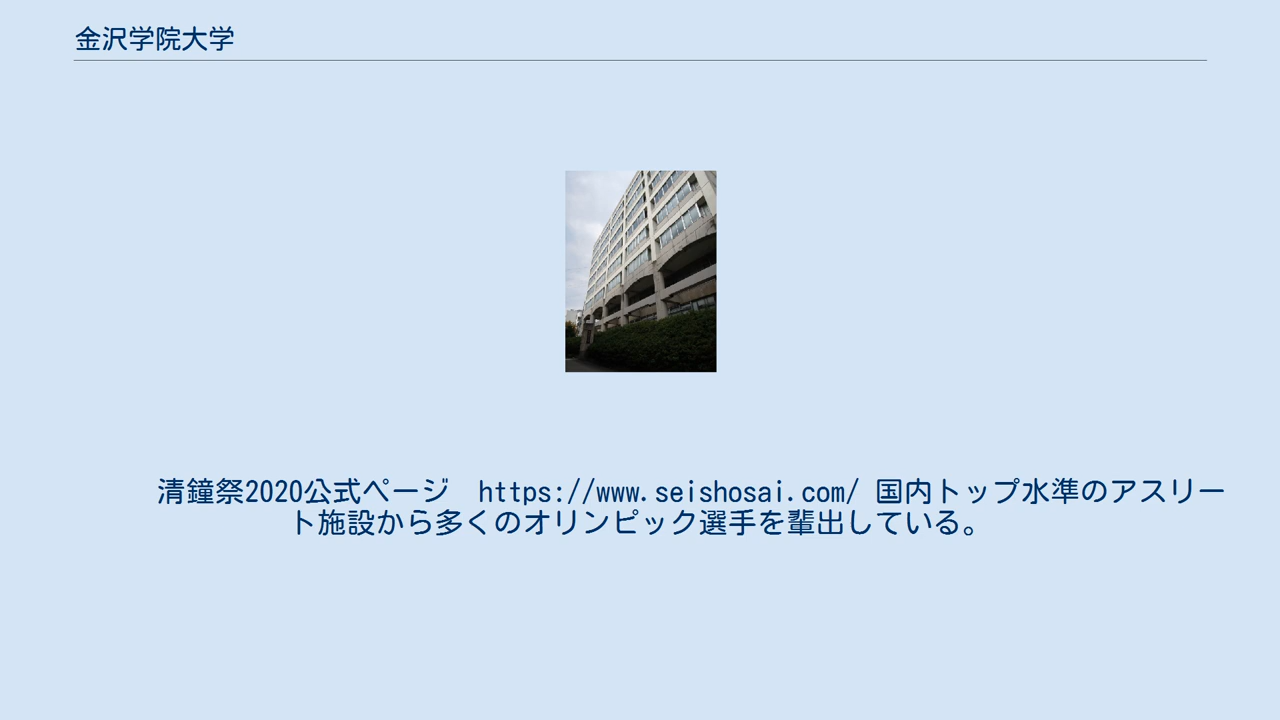 金沢学院大学
清鐘祭2020公式ページ　https://www.seishosai.com/ 国内トップ水準のアスリー
ト施設から多くのオリンピック選手を輩出している。